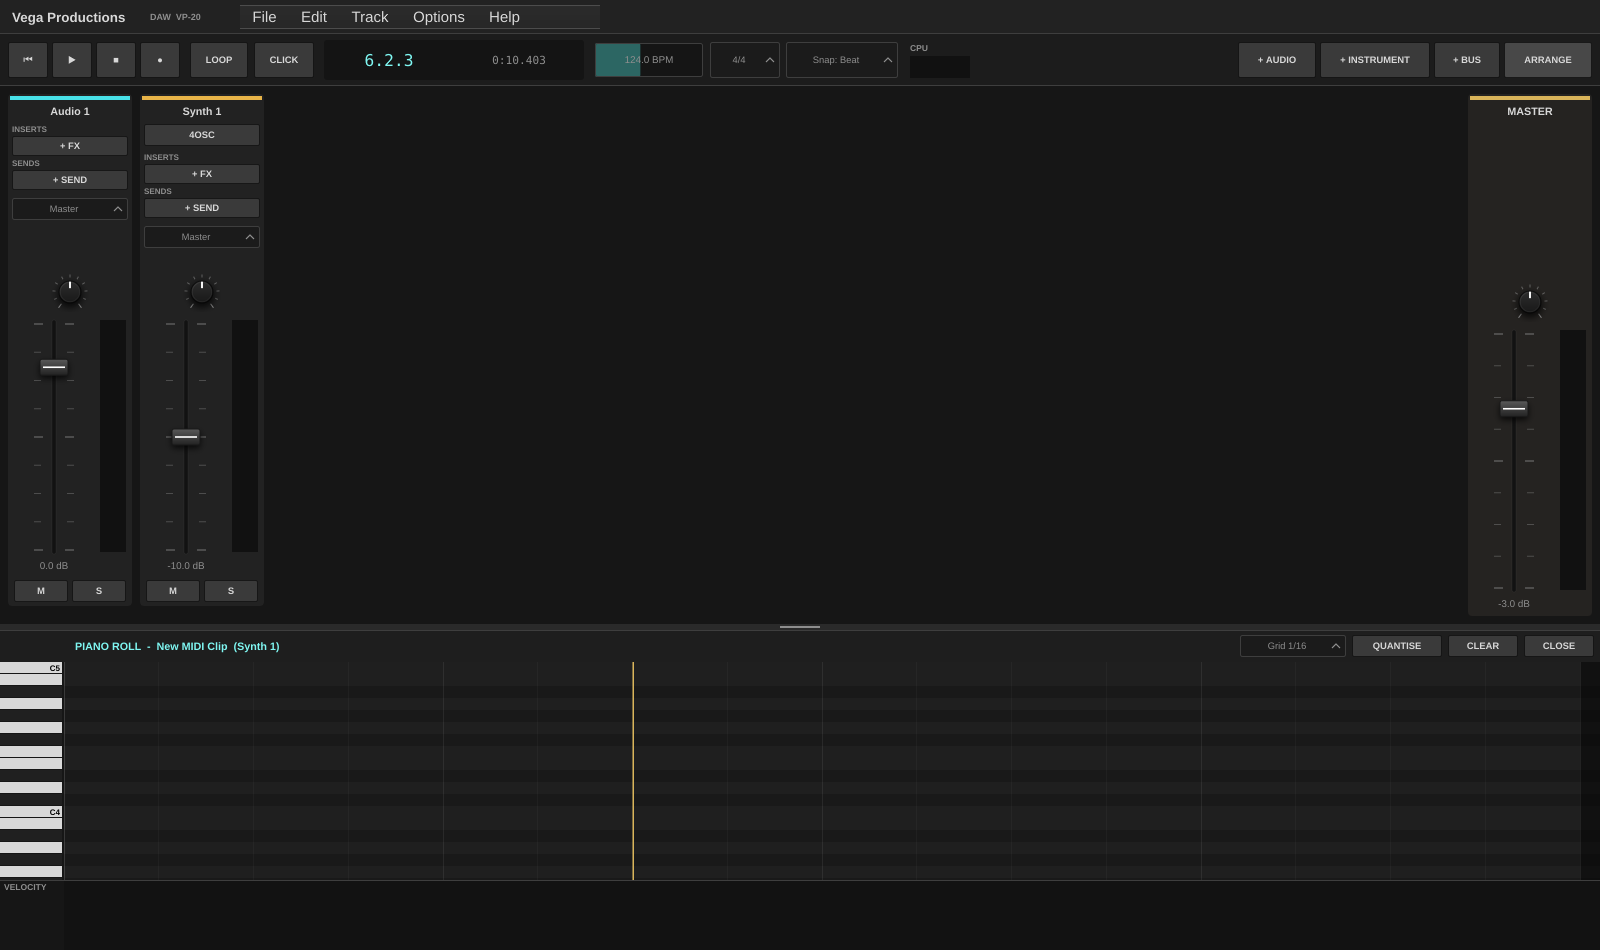 Vega Productions
DAW VP-20
File Edit Track Options Help
LOOP
CLICK
6.2.3
0:10.403
124.0 BPM
4/4
Snap: Beat
CPU
+ AUDIO
+ INSTRUMENT
+ BUS
ARRANGE
Audio 1
INSERTS
+ FX
SENDS
+ SEND
Master
0.0 dB
M
S
Synth 1
4OSC
INSERTS
+ FX
SENDS
+ SEND
Master
-10.0 dB
M
S
MASTER
-3.0 dB
PIANO ROLL - New MIDI Clip (Synth 1)
Grid 1/16
QUANTISE
CLEAR
CLOSE
C5
C4
VELOCITY